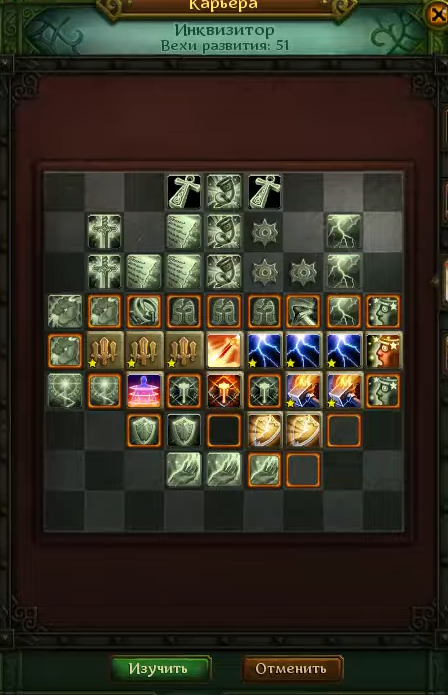 Карьера
Инквизитор
Вехи развития: 51
Изучить
Отменить